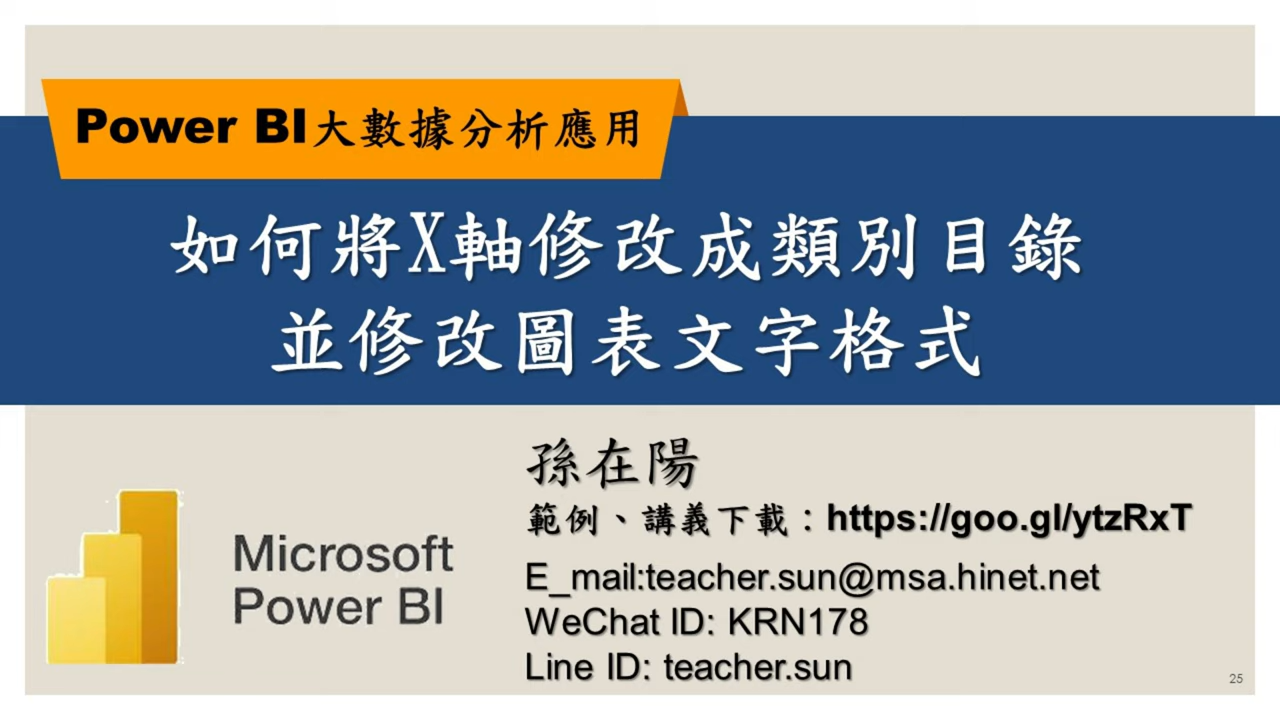 Power BI大數據分析應用
如何將X軸修改成類別目錄
並修改圖表文字格式
孫在陽
範例、講義下載：https://goo.gl/ytzRxT
Microsoft
Power BI
E_mail:teacher.sun@msa.hinet.net
WeChat ID: KRN178
Line ID: teacher.sun
25